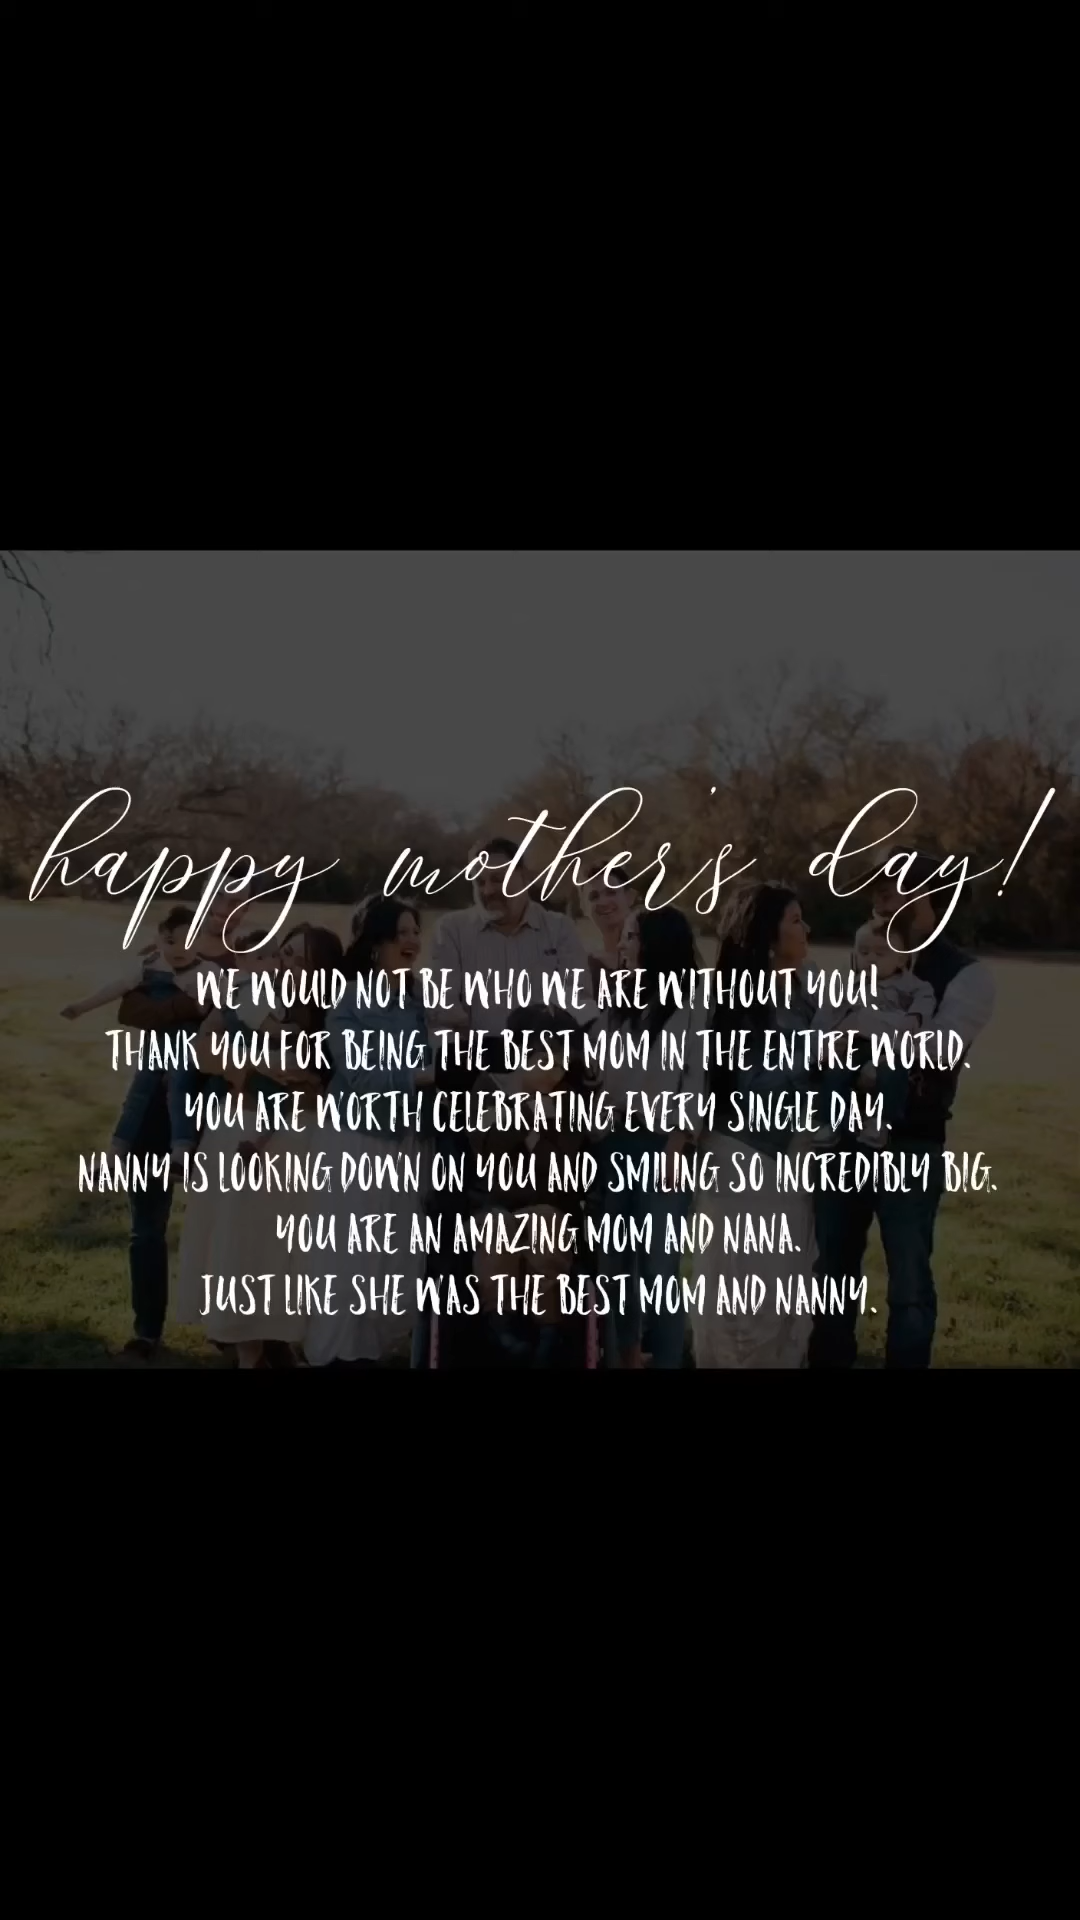 happy mother's day!
WE WOULD NOT BE WHO WE ARE WITHOUT YOU!
THANK YOU FOR BEING THE BEST MOM IN THE ENTIRE WORLD.
YOU ARE WORTH CELEBRATING EVERY SINGLE DAY.
NANNY IS LOOKING DOWN ON YOU AND SMILING SO INCREDIBLY BIG.
YOU ARE AN AMAZING MOM AND NANA.
JUST LIKE SHE WAS THE BEST MOM AND NANNY.